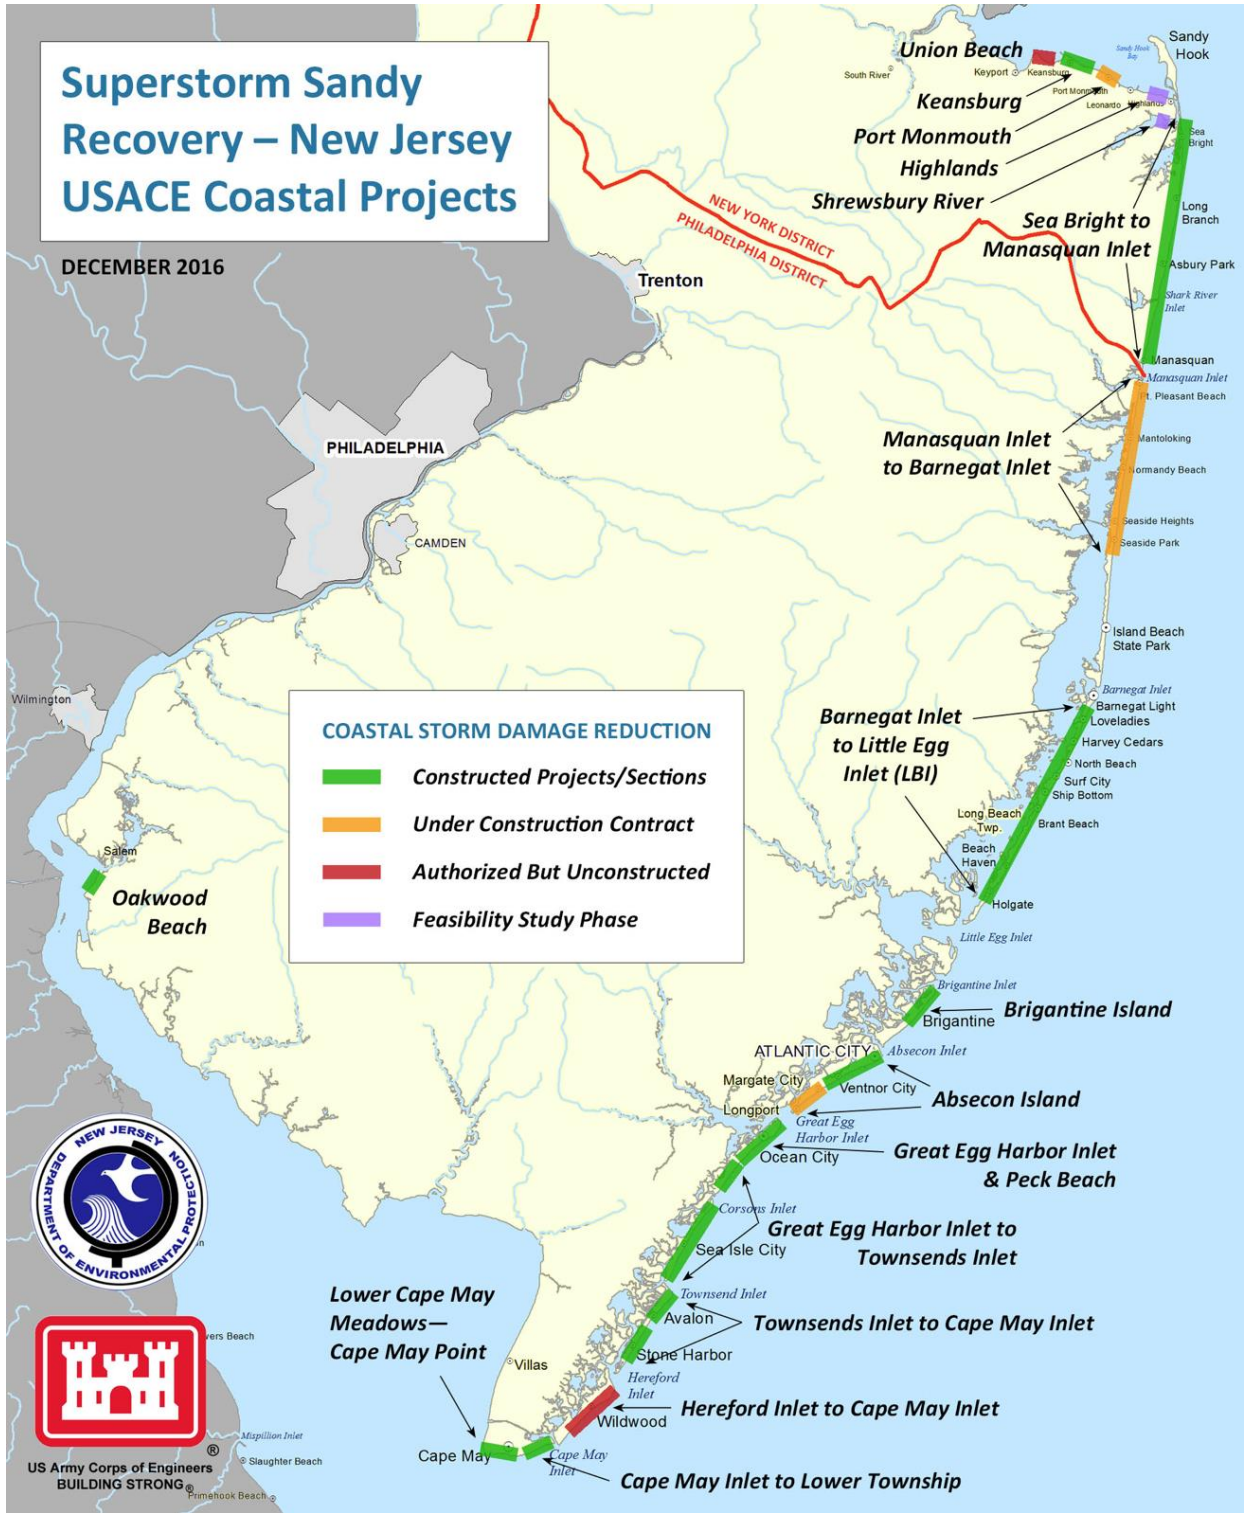 Superstorm Sandy
Recovery – New Jersey
USACE Coastal Projects
DECEMBER 2016
Sandy
Hook
Sandy Hook
Bay
Union Beach
South River
Keyport
Keansburg
Keansburg
Port Monmouth
Leonardo
Highlands
Port Monmouth
Highlands
Shrewsbury River
Sea
Bright
Long
Branch
Sea Bright to
Manasquan Inlet
NEW YORK DISTRICT
PHILADELPHIA DISTRICT
Asbury Park
Shark River
Inlet
Trenton
Manasquan
Manasquan Inlet
Pt. Pleasant Beach
Manasquan Inlet
to Barnegat Inlet
Mantoloking
Normandy Beach
PHILADELPHIA
Seaside Heights
Seaside Park
CAMDEN
Island Beach
State Park
Wilmington
Barnegat Inlet
Barnegat Light
Loveladies
Barnegat Inlet
to Little Egg
Inlet (LBI)
Harvey Cedars
North Beach
Surf City
Ship Bottom
Long Beach
Twp.
Brant Beach
Beach
Haven
Holgate
Little Egg Inlet
COASTAL STORM DAMAGE REDUCTION
Constructed Projects/Sections
Under Construction Contract
Authorized But Unconstructed
Feasibility Study Phase
Salem
Oakwood
Beach
Brigantine Inlet
Brigantine
Brigantine Island
ATLANTIC CITY
Absecon Inlet
Margate City
Ventnor City
Absecon Island
Longport
Great Egg
Harbor Inlet
Ocean City
Great Egg Harbor Inlet
& Peck Beach
Corsons Inlet
Sea Isle City
Great Egg Harbor Inlet to
Townsends Inlet
Townsend Inlet
Avalon
Townsends Inlet to Cape May Inlet
Stone Harbor
Lower Cape May
Meadows—
Cape May Point
Villas
Hereford
Inlet
Wildwood
Hereford Inlet to Cape May Inlet
Cape May
Cape May
Inlet
Cape May Inlet to Lower Township
NEW JERSEY
DEPARTMENT OF ENVIRONMENTAL PROTECTION
®
US Army Corps of Engineers
BUILDING STRONG®
Mispillion Inlet
Slaughter Beach
Primehook Beach